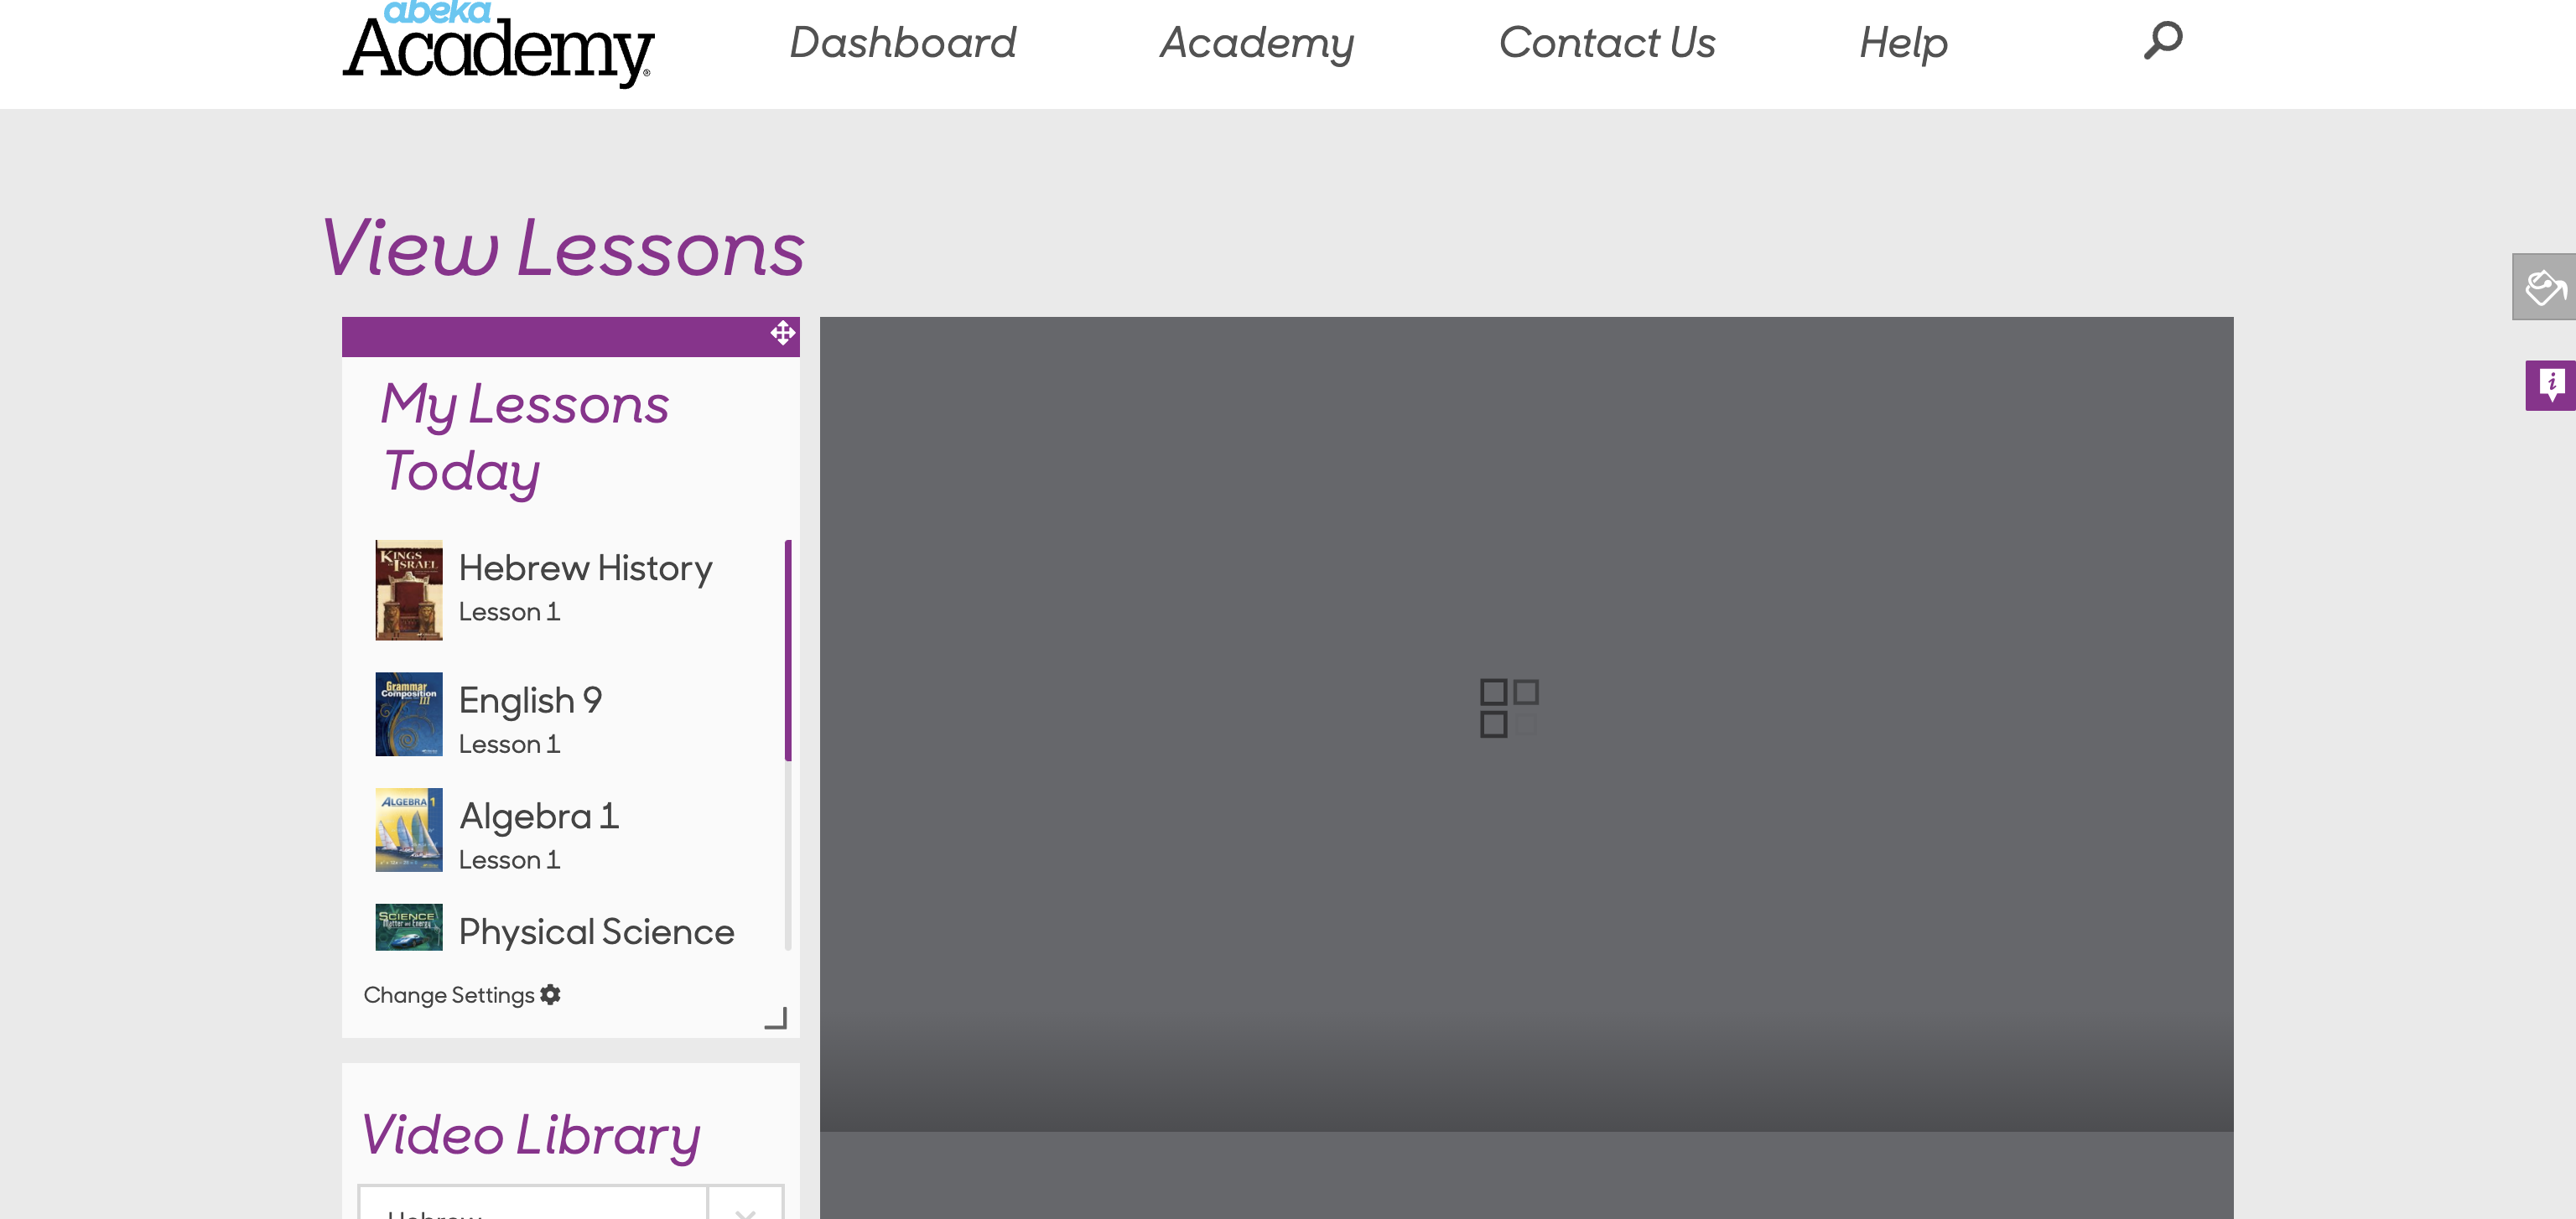 abeka
Academy®
Dashboard
Academy
Contact Us
Help
View Lessons
My Lessons
Today
KINGS
ISRAEL
Hebrew History
Lesson 1
Grammar
Composition
III
English 9
Lesson 1
ALGEBRA 1
Algebra 1
Lesson 1
SCIENCE
Matter and Energy
Physical Science
Change Settings
Video Library
Hebrew